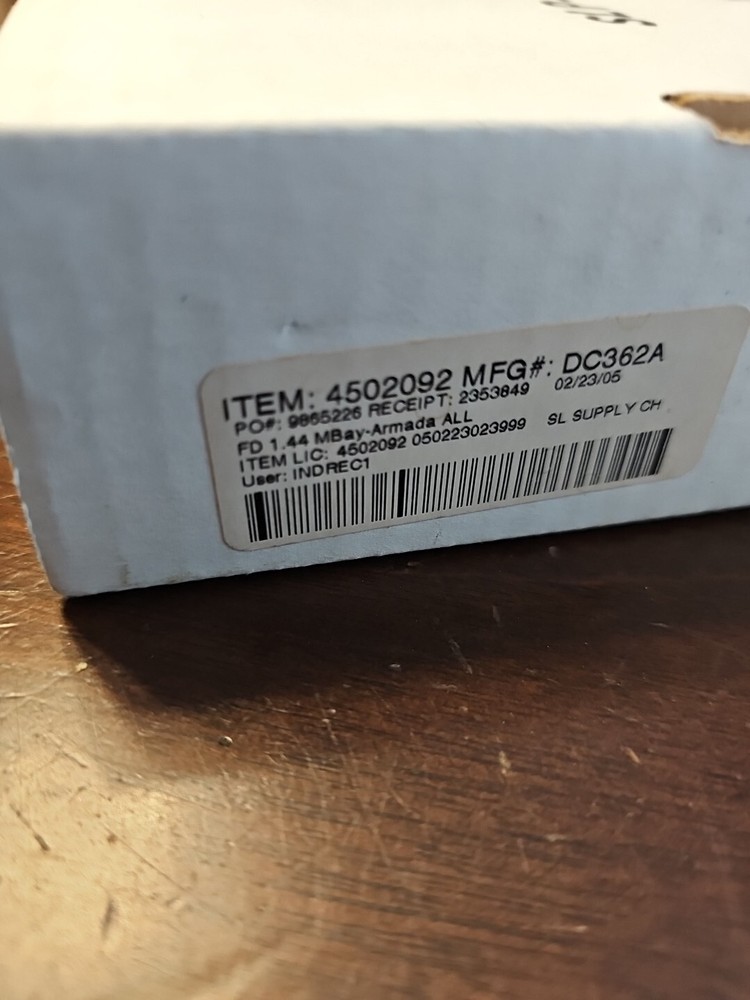 ITEM: 4502092 MFG#: DC362A
PO#: 9865226 RECEIPT: 2353849 02/23/05
FD 1.44 MBay-Armada ALL
ITEM LIC: 4502092 050223023999 SL SUPPLY CH
User: INDREC1